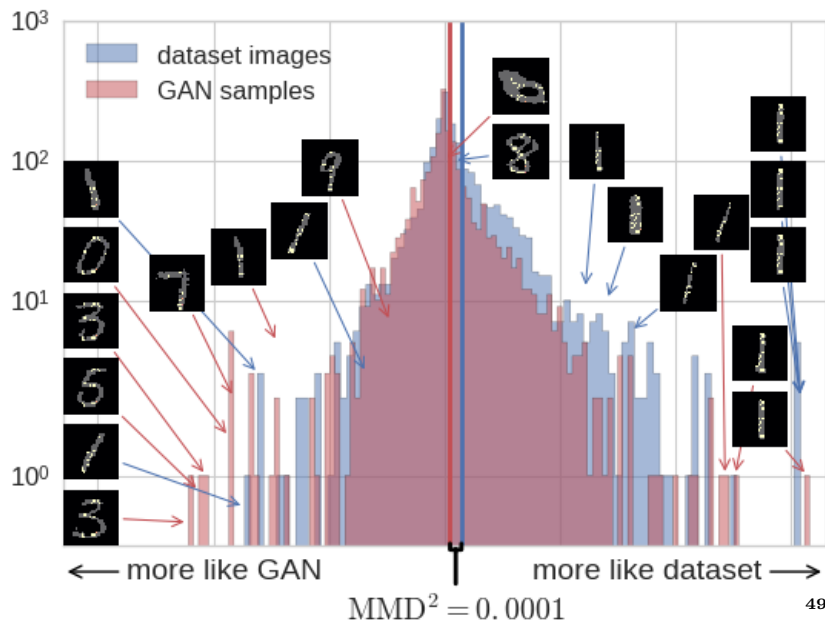 10³
dataset images
GAN samples
10²
10¹
10⁰
← more like GAN
more like dataset →
MMD² = 0.0001
49